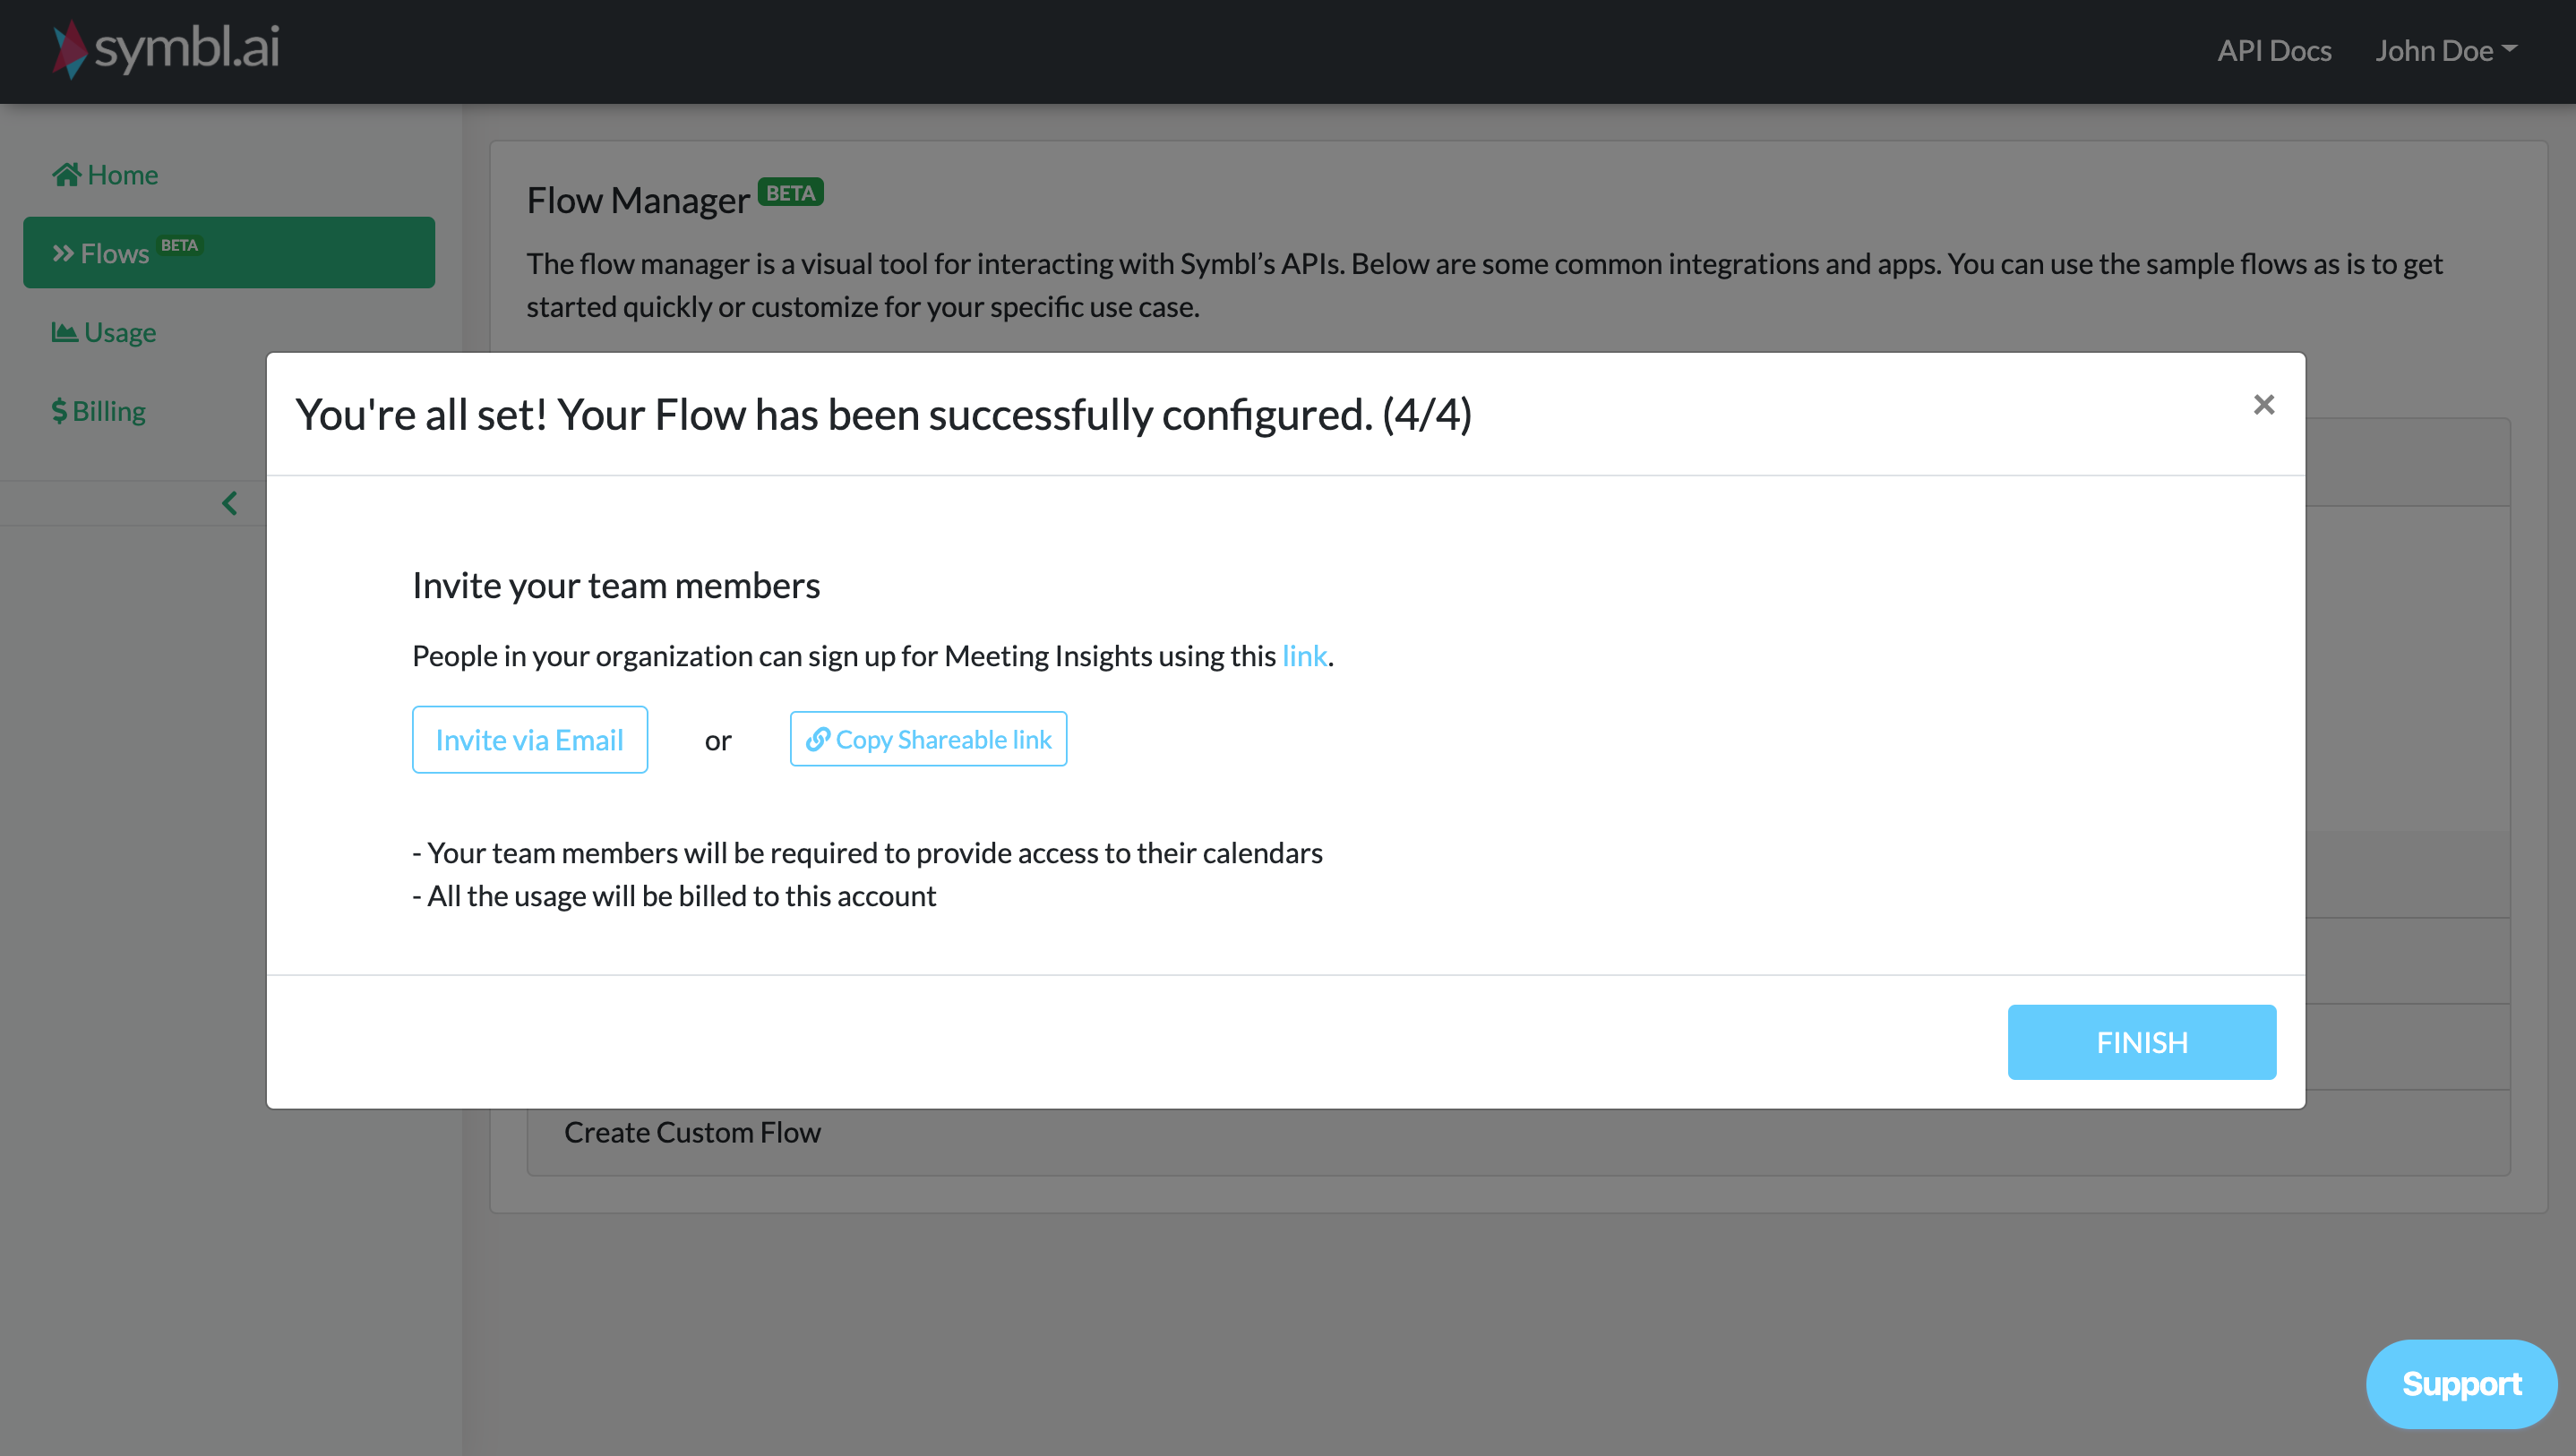 symbl.ai
API Docs
John Doe
Home
Flows BETA
Usage
Billing
Flow Manager BETA
The flow manager is a visual tool for interacting with Symbl’s APIs. Below are some common integrations and apps. You can use the sample flows as is to get
started quickly or customize for your specific use case.
You're all set! Your Flow has been successfully configured. (4/4)
×
Invite your team members
People in your organization can sign up for Meeting Insights using this link.
Invite via Email
or
Copy Shareable link
- Your team members will be required to provide access to their calendars
- All the usage will be billed to this account
FINISH
Create Custom Flow
Support